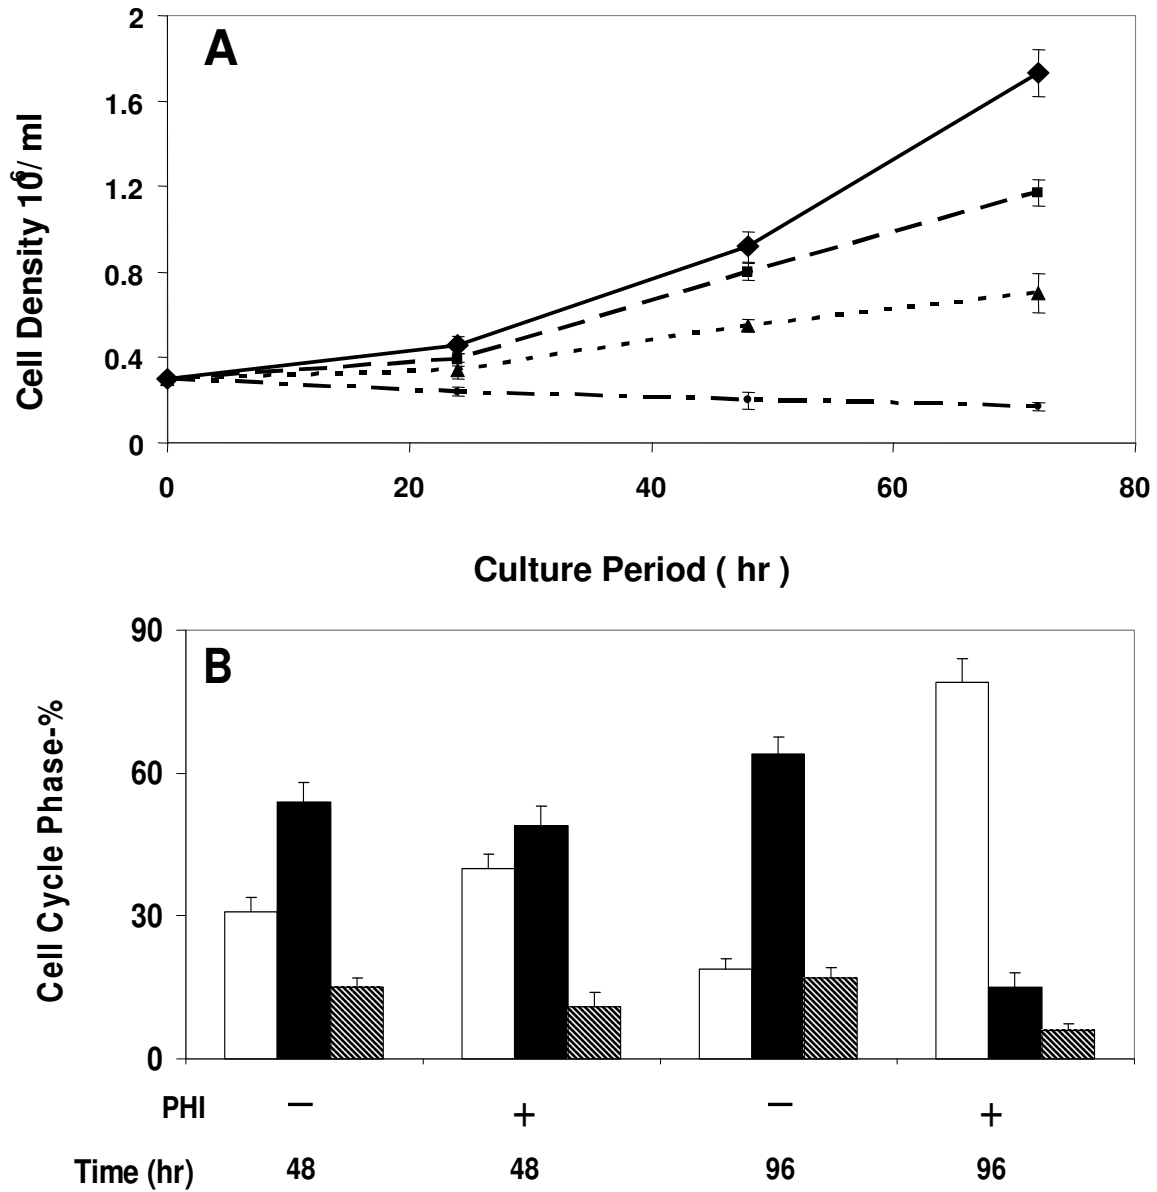 A
2
1.6
1.2
0.8
0.4
0
Cell Density 10⁶/ ml
0 20 40 60 80
Culture Period ( hr )
B
90
60
30
0
Cell Cycle Phase-%
PHI — + — +
Time (hr) 48 48 96 96